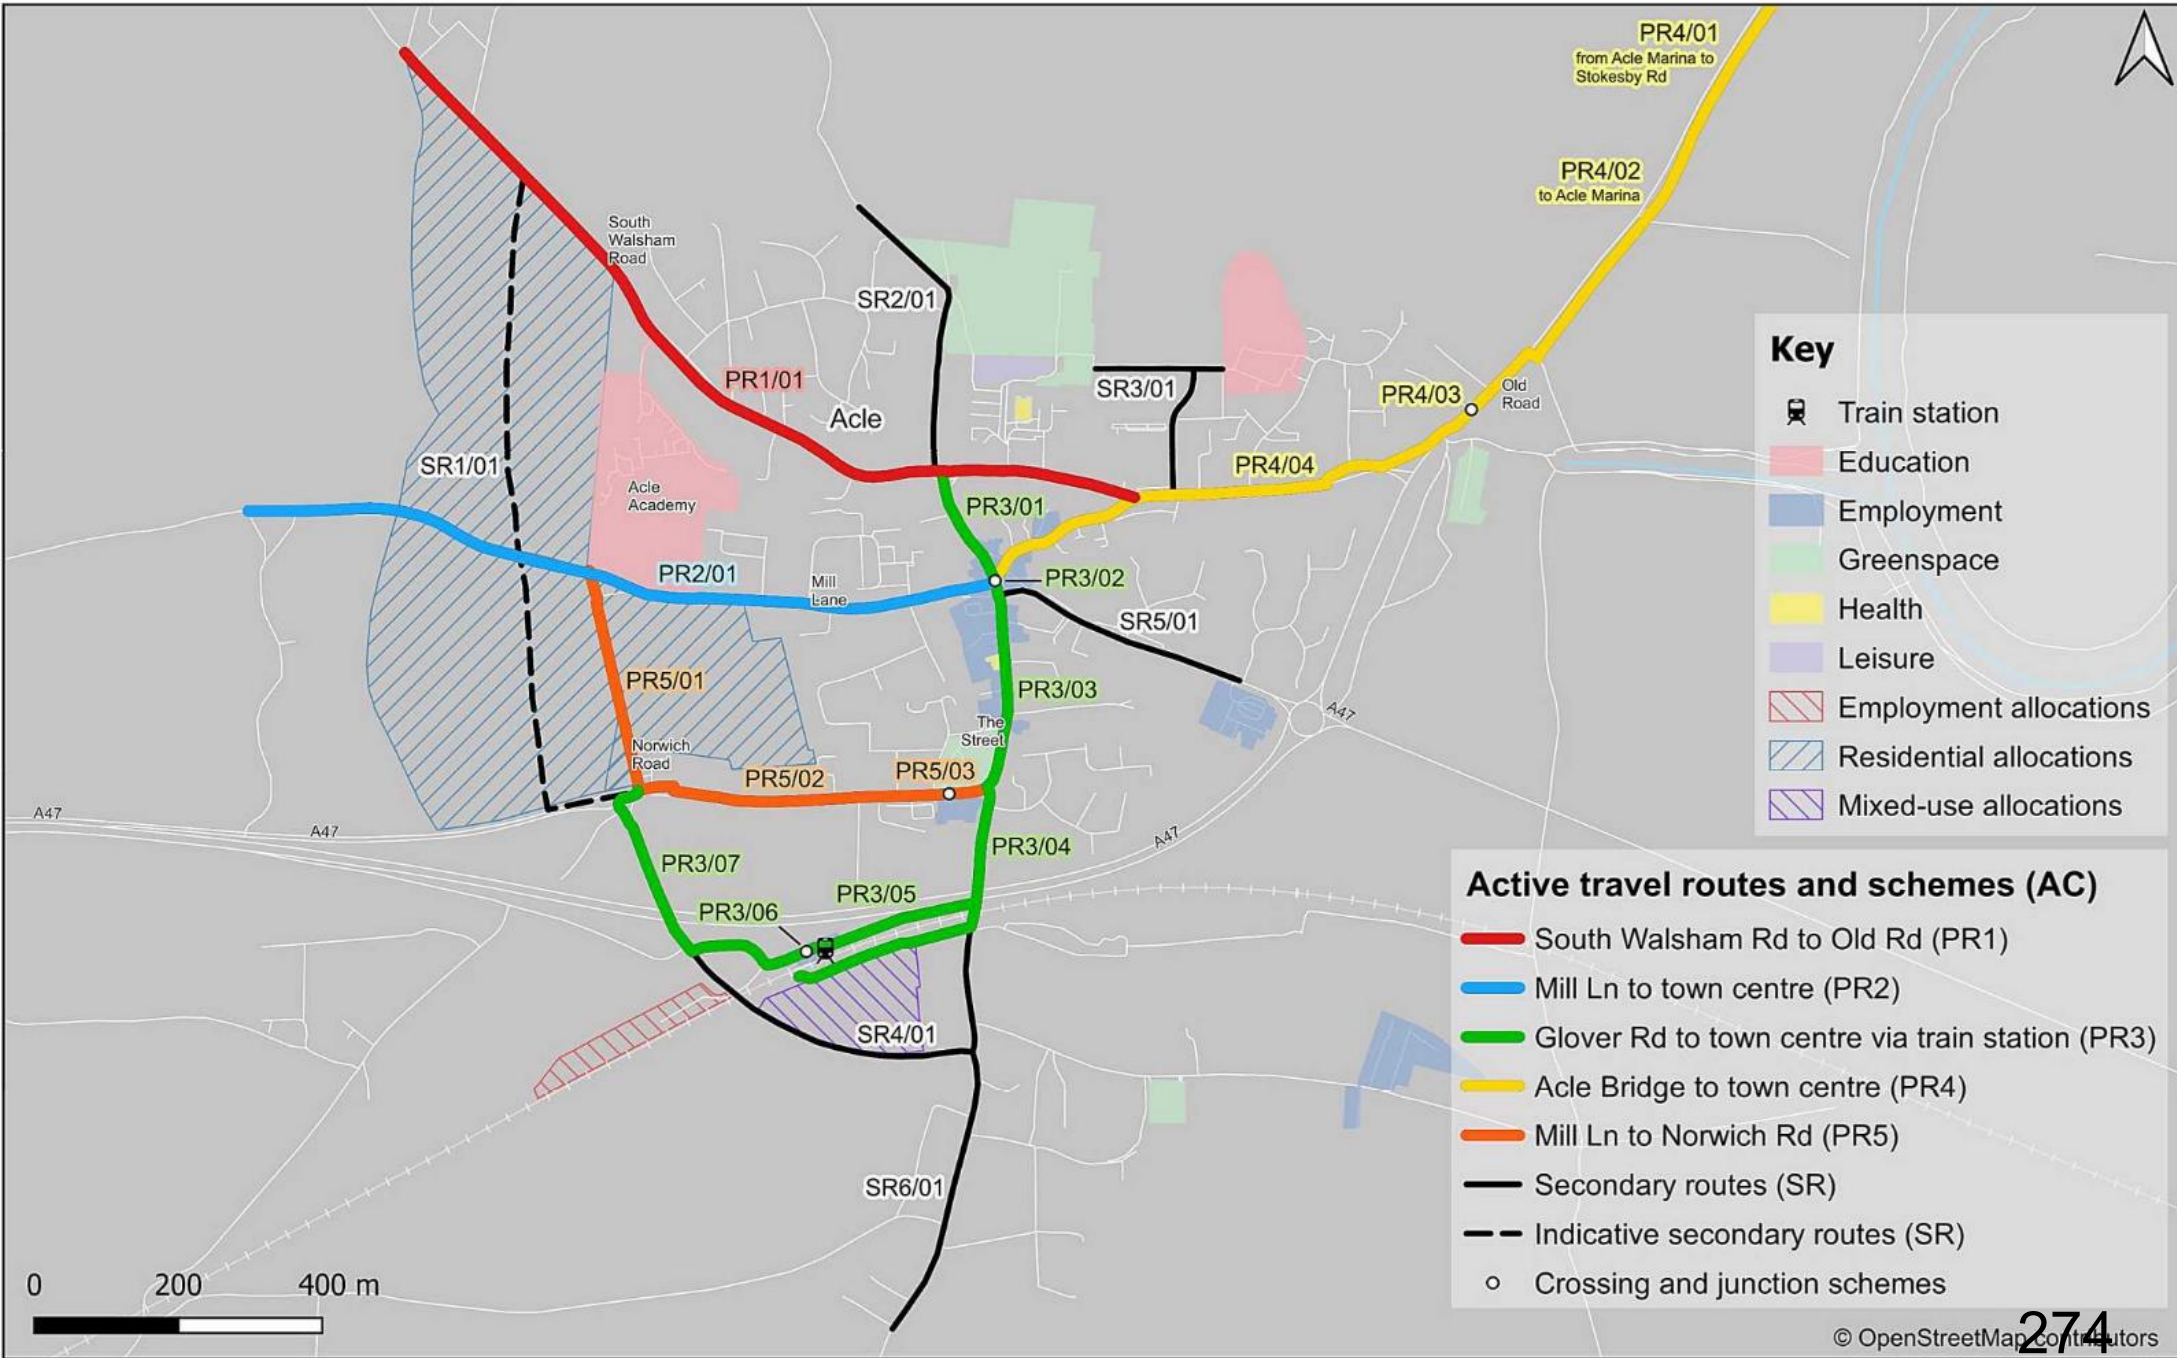 PR4/01
from Acle Marina to
Stokesby Rd
PR4/02
to Acle Marina
South
Walsham
Road
SR2/01
PR1/01
Acle
SR3/01
PR4/03
Old
Road
SR1/01
PR4/04
Acle
Academy
PR3/01
PR2/01
Mill
Lane
PR3/02
SR5/01
PR5/01
PR3/03
The
Street
A47
Norwich
Road
PR5/02
PR5/03
A47
A47
A47
PR3/04
PR3/07
PR3/05
PR3/06
SR4/01
SR6/01
Key
Train station
Education
Employment
Greenspace
Health
Leisure
Employment allocations
Residential allocations
Mixed-use allocations
Active travel routes and schemes (AC)
South Walsham Rd to Old Rd (PR1)
Mill Ln to town centre (PR2)
Glover Rd to town centre via train station (PR3)
Acle Bridge to town centre (PR4)
Mill Ln to Norwich Rd (PR5)
Secondary routes (SR)
Indicative secondary routes (SR)
Crossing and junction schemes
0 200 400 m
© OpenStreetMap contributors
274